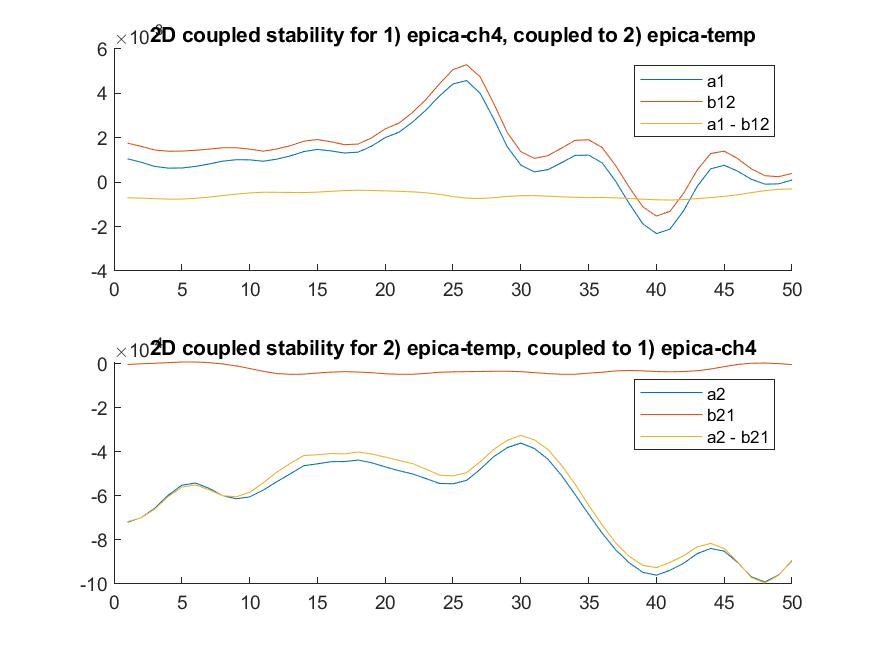 2D coupled stability for 1) epica-ch4, coupled to 2) epica-temp
6
4
2
0
-2
-4
0 5 10 15 20 25 30 35 40 45 50
a1
b12
a1 - b12
2D coupled stability for 2) epica-temp, coupled to 1) epica-ch4
0
-2
-4
-6
-8
-10
0 5 10 15 20 25 30 35 40 45 50
a2
b21
a2 - b21